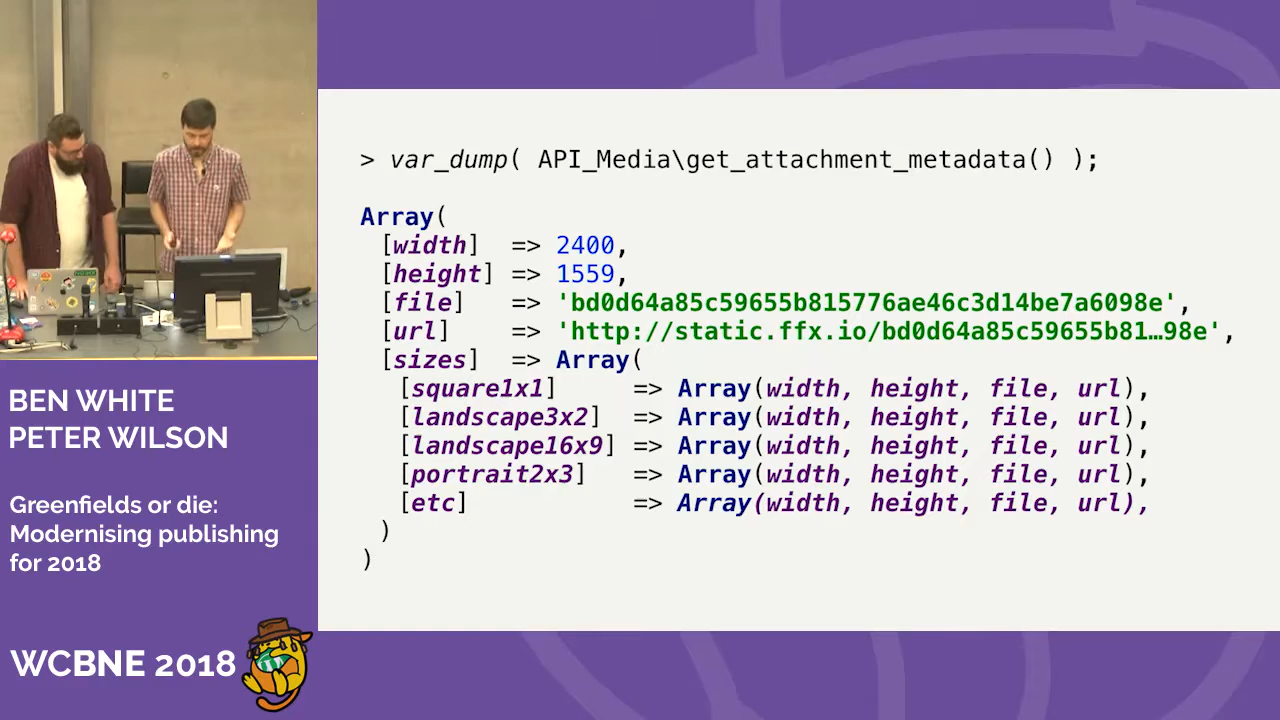 > var_dump( API_Media\get_attachment_metadata() );
Array(
[width] => 2400,
[height] => 1559,
[file] => 'bd0d64a85c59655b815776ae46c3d14be7a6098e',
[url] => 'http://static.ffx.io/bd0d64a85c59655b81…98e',
[sizes] => Array(
[square1x1] => Array(width, height, file, url),
[landscape3x2] => Array(width, height, file, url),
[landscape16x9] => Array(width, height, file, url),
[portrait2x3] => Array(width, height, file, url),
[etc] => Array(width, height, file, url),
)
)
BEN WHITE
PETER WILSON
Greenfields or die:
Modernising publishing
for 2018
WCBNE 2018